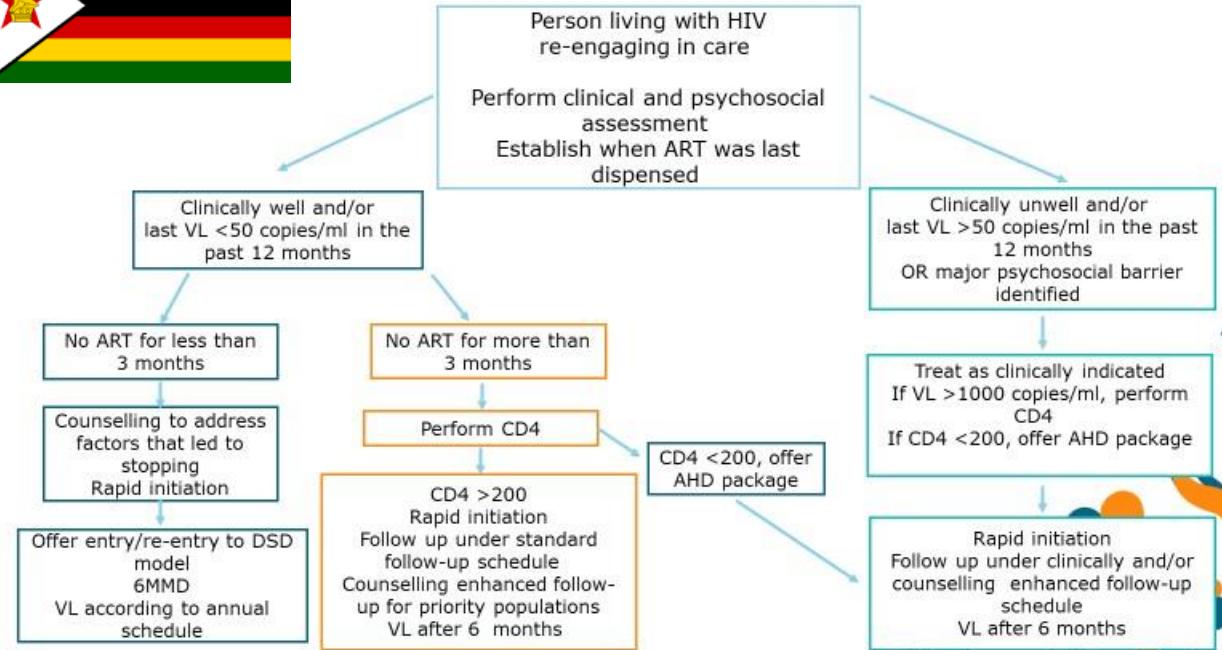 Person living with HIV
re-engaging in care
Perform clinical and psychosocial
assessment
Establish when ART was last
dispensed
Clinically well and/or
last VL <50 copies/ml in the
past 12 months
Clinically unwell and/or
last VL >50 copies/ml in the past
12 months
OR major psychosocial barrier
identified
No ART for less than
3 months
No ART for more than
3 months
Treat as clinically indicated
If VL >1000 copies/ml, perform
CD4
If CD4 <200, offer AHD package
Counselling to address
factors that led to
stopping
Rapid initiation
Perform CD4
CD4 <200, offer
AHD package
Offer entry/re-entry to DSD
model
6MMD
VL according to annual
schedule
CD4 >200
Rapid initiation
Follow up under standard
follow-up schedule
Counselling enhanced follow-
up for priority populations
VL after 6 months
Rapid initiation
Follow up under clinically and/or
counselling enhanced follow-up
schedule
VL after 6 months